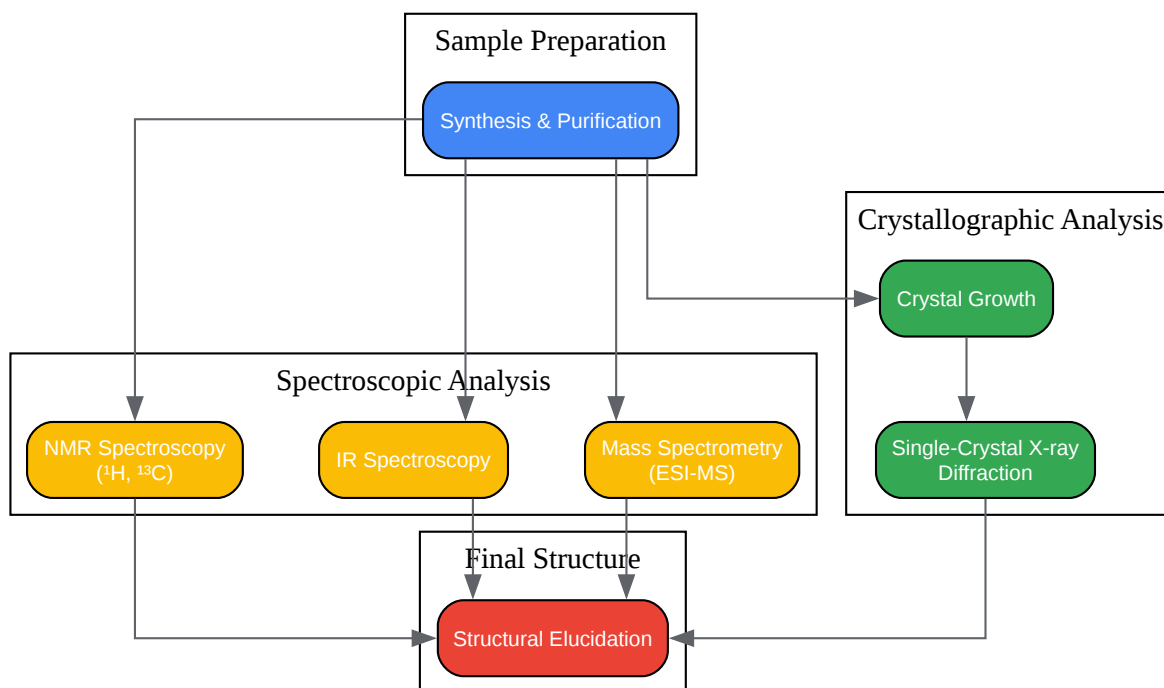 Sample Preparation
Synthesis & Purification
Crystallographic Analysis
Crystal Growth
Spectroscopic Analysis
NMR Spectroscopy
(¹H, ¹³C)
IR Spectroscopy
Mass Spectrometry
(ESI-MS)
Single-Crystal X-ray
Diffraction
Final Structure
Structural Elucidation